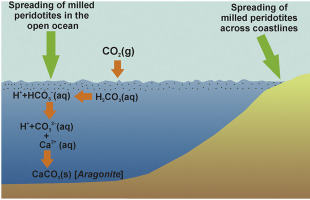 Spreading of milled
peridotites in the
open ocean
Spreading of
milled peridotites
across coastlines
CO₂(g)
H⁺+HCO₃⁻(aq)
H₂CO₃(aq)
H⁺+CO₃²⁻(aq)
+
Ca²⁺(aq)
CaCO₃(s) [Aragonite]